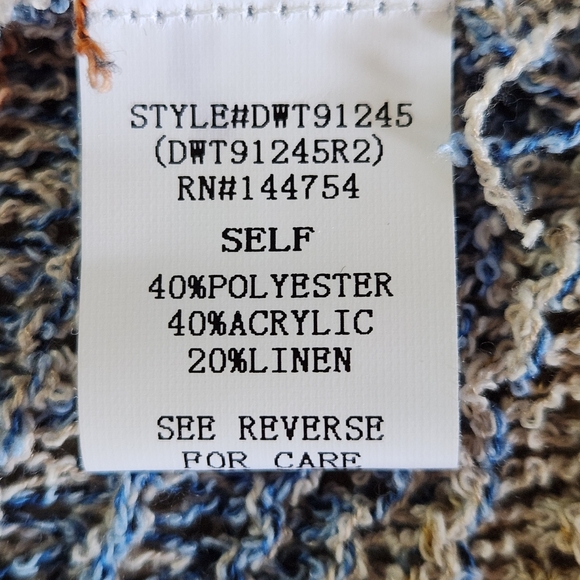 STYLE#DWT91245
(DWT91245R2)
RN#144754
SELF
40%POLYESTER
40%ACRYLIC
20%LINEN
SEE REVERSE
FOR CARE